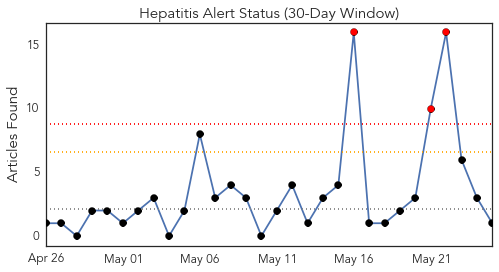 Hepatitis Alert Status (30-Day Window)
Articles Found
15
10
5
0
Apr 26 May 01 May 06 May 11 May 16 May 21